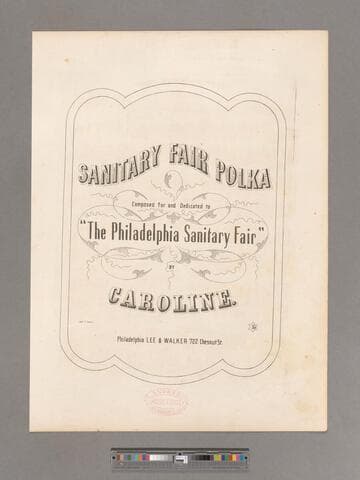 SANITARY FAIR POLKA
Composed for and Dedicated to
"The Philadelphia Sanitary Fair"
BY
CAROLINE.
Philadelphia LEE & WALKER 722 Chesnut St.